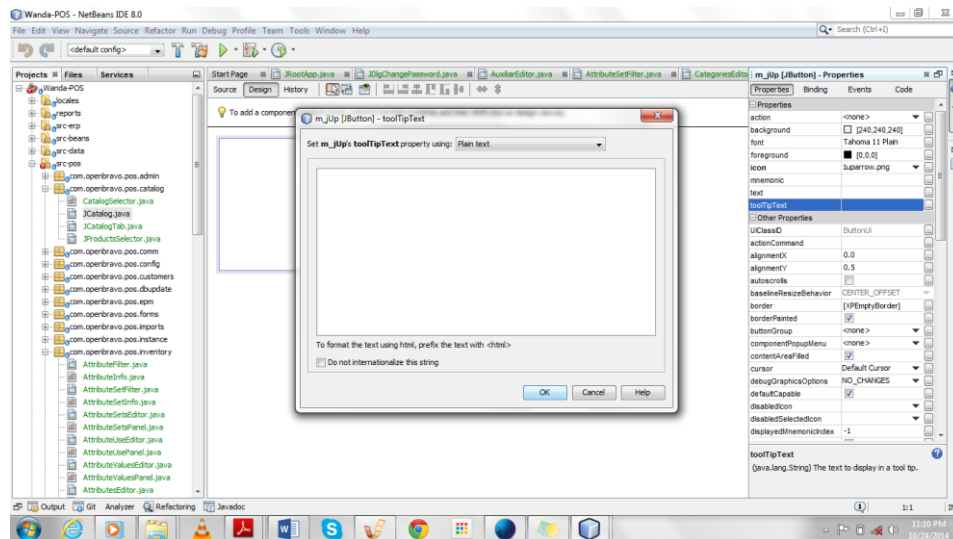 Wanda-POS - NetBeans IDE 8.0
File Edit View Navigate Source Refactor Run Debug Profile Team Tools Window Help
Search (Ctrl+I)
<default config>
Projects Files Services
Wanda-POS
locales
reports
src-erp
src-beans
src-data
src-pos
com.openbravo.pos.admin
com.openbravo.pos.catalog
CatalogSelector.java
JCatalog.java
JCatalogTab.java
JProductsSelector.java
com.openbravo.pos.comm
com.openbravo.pos.config
com.openbravo.pos.customers
com.openbravo.pos.dbupdate
com.openbravo.pos.epm
com.openbravo.pos.forms
com.openbravo.pos.imports
com.openbravo.pos.instance
com.openbravo.pos.inventory
AttributeFilter.java
AttributeInfo.java
AttributeSetFilter.java
AttributeSetInfo.java
AttributeSetsEditor.java
AttributeSetsPanel.java
AttributeUseEditor.java
AttributeUsePanel.java
AttributeValuesEditor.java
AttributeValuesPanel.java
AttributesEditor.java
Start Page JRootApp.java JDlgChangePassword.java AuxiliarEditor.java AttributeSetFilter.java CategoriesEdito
Source Design History
To add a componen
m_jUp [JButton] - toolTipText
Set m_jUp's toolTipText property using: Plain text
To format the text using html, prefix the text with <html>
Do not internationalize this string
OK Cancel Help
m_jUp [JButton] - Properties
Properties Binding Events Code
Properties
action <none>
background [240,240,240]
font Tahoma 11 Plain
foreground [0,0,0]
icon 1uparrow.png
mnemonic
text
toolTipText
Other Properties
UIClassID ButtonUI
actionCommand
alignmentX 0.0
alignmentY 0.5
autoscrolls
baselineResizeBehavior CENTER_OFFSET
border [XPEmptyBorder]
borderPainted
buttonGroup <none>
componentPopupMenu <none>
contentAreaFilled
cursor Default Cursor
debugGraphicsOptions NO_CHANGES
defaultCapable
disabledIcon
disabledSelectedIcon
displayedMnemonicIndex -1
toolTipText
(java.lang.String) The text to display in a tool tip.
Output Git Analyzer Refactoring Javadoc
1:1
11:10 PM
10/24/2014